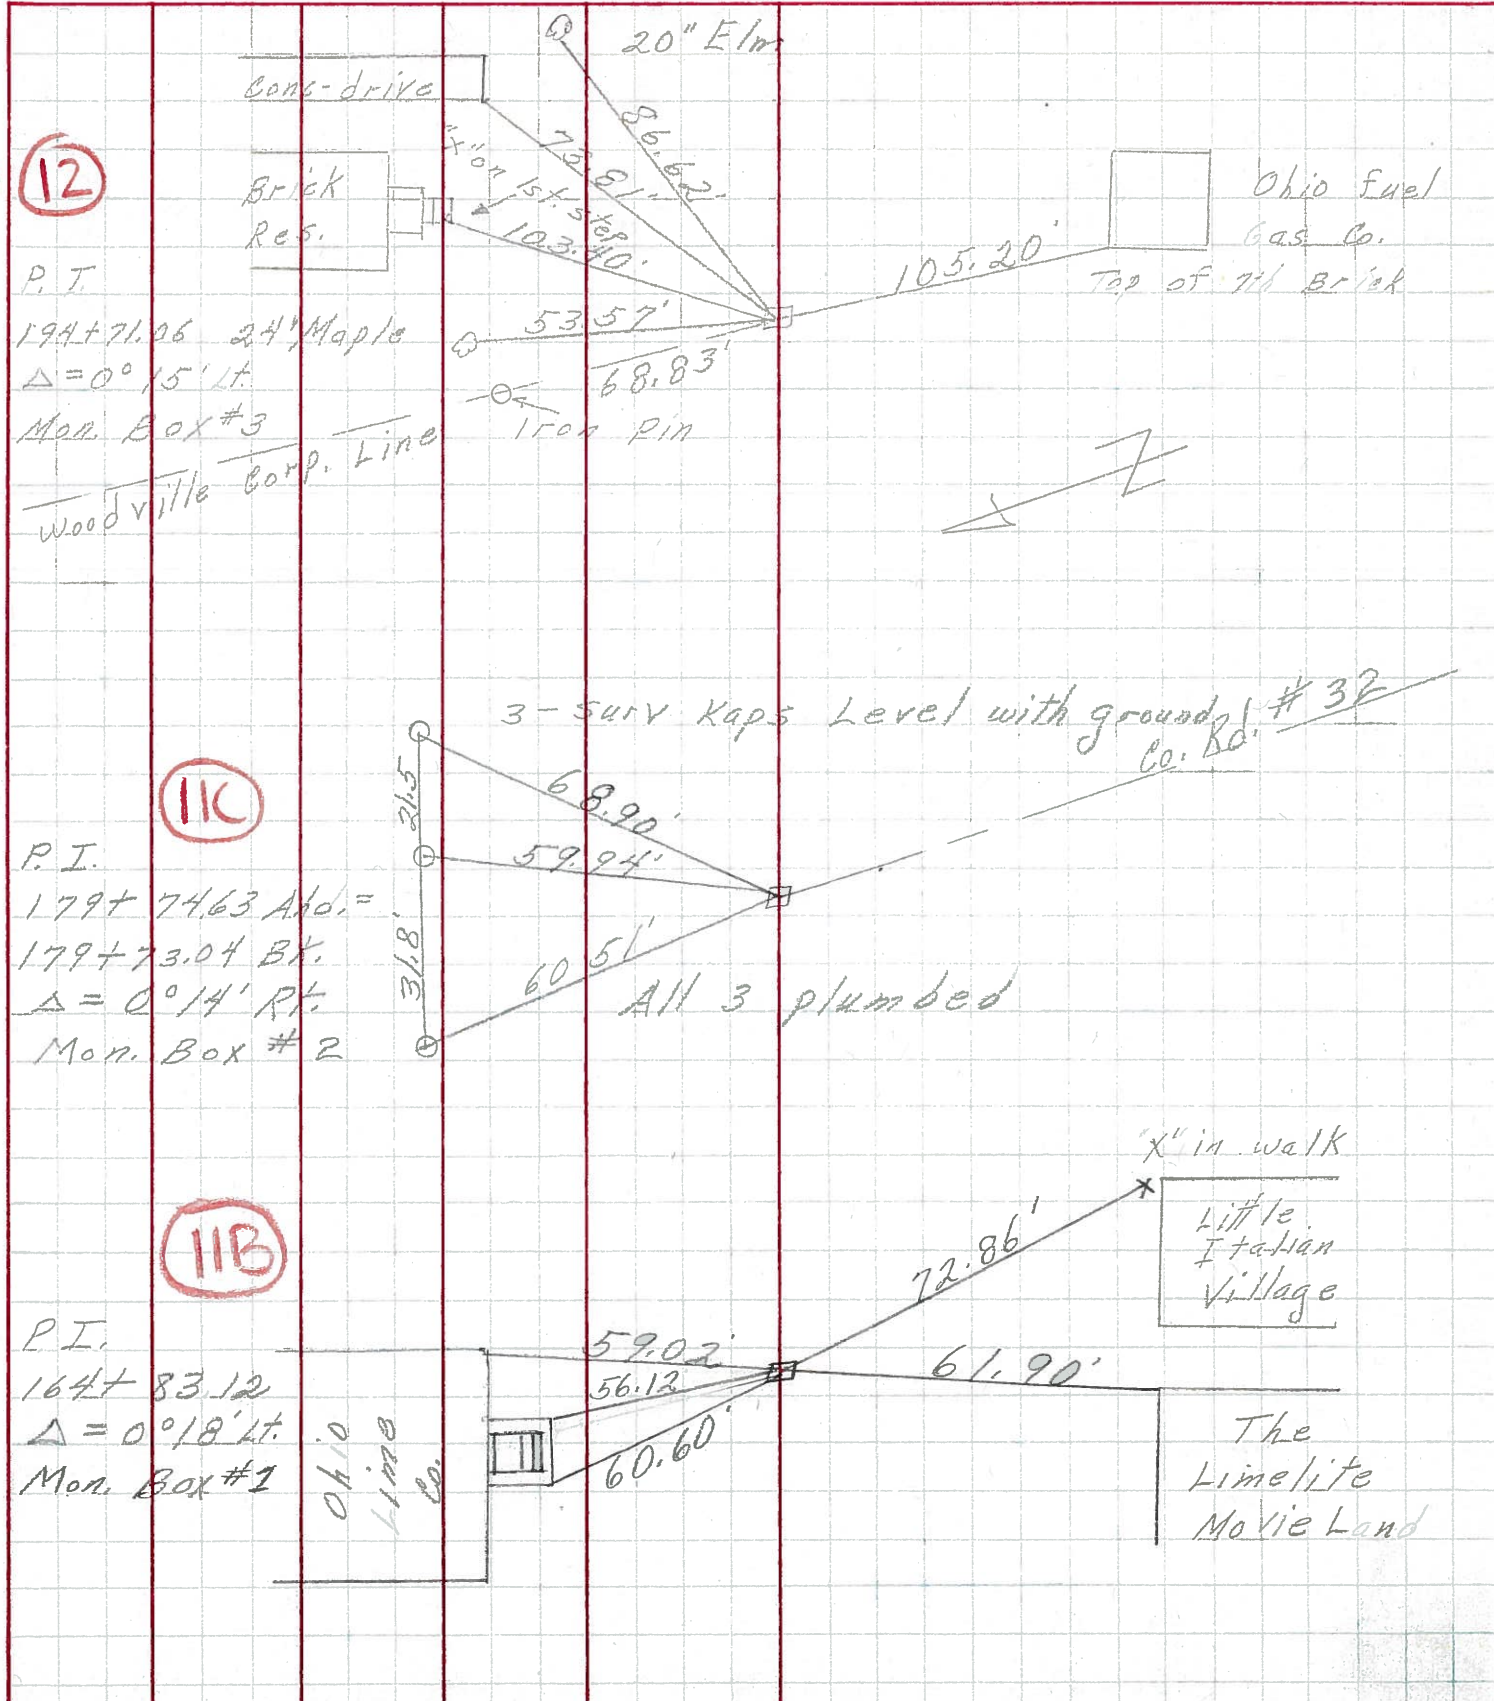 20" Elm
Conc-drive
86.62
73.81
"x" on 1st. step
103.40'
12
Brick
Res.
Ohio Fuel
Gas Co.
105.20'
Top of 7th Brick
P. I.
194+71.06 24" Maple
53.57'
Δ = 0° 15' Lt.
68.83'
Mon. Box #3
Iron Pin
Woodville Corp. Line
N
3 - Surv Kaps Level with ground
Co. Rd. # 32
11C
21.5
68.90'
59.94'
P. I.
179+ 74.63 Ahd. =
179+73.04 Bk.
31.8'
60.51'
Δ = 0° 14' Rt.
All 3 plumbed
Mon. Box # 2
"X" in walk
11B
72.86'
Little
Italian
Village
P I.
59.02'
61.90'
164+ 83.12
56.12
Δ = 0° 18' Lt.
60.60'
Mon. Box #1
Ohio
Lime
Co.
The
Limelite
Movie Land